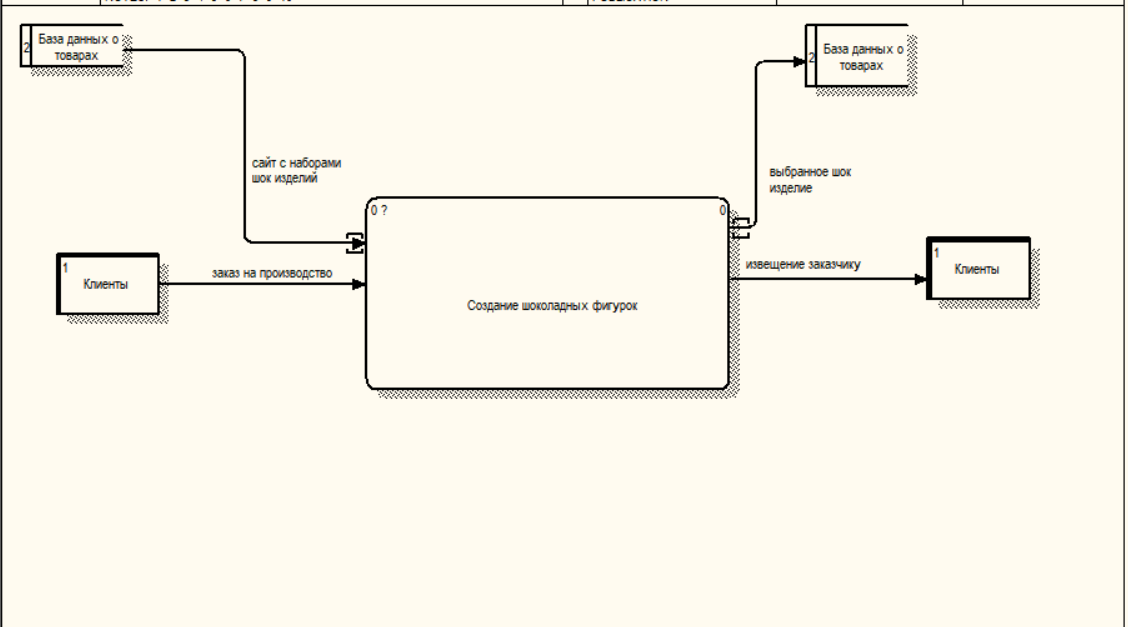 2
База данных о
товарах
2
База данных о
товарах
сайт с наборами
шок изделий
выбранное шок
изделие
0 ?
0
1
Клиенты
заказ на производство
извещение заказчику
1
Клиенты
Создание шоколадных фигурок